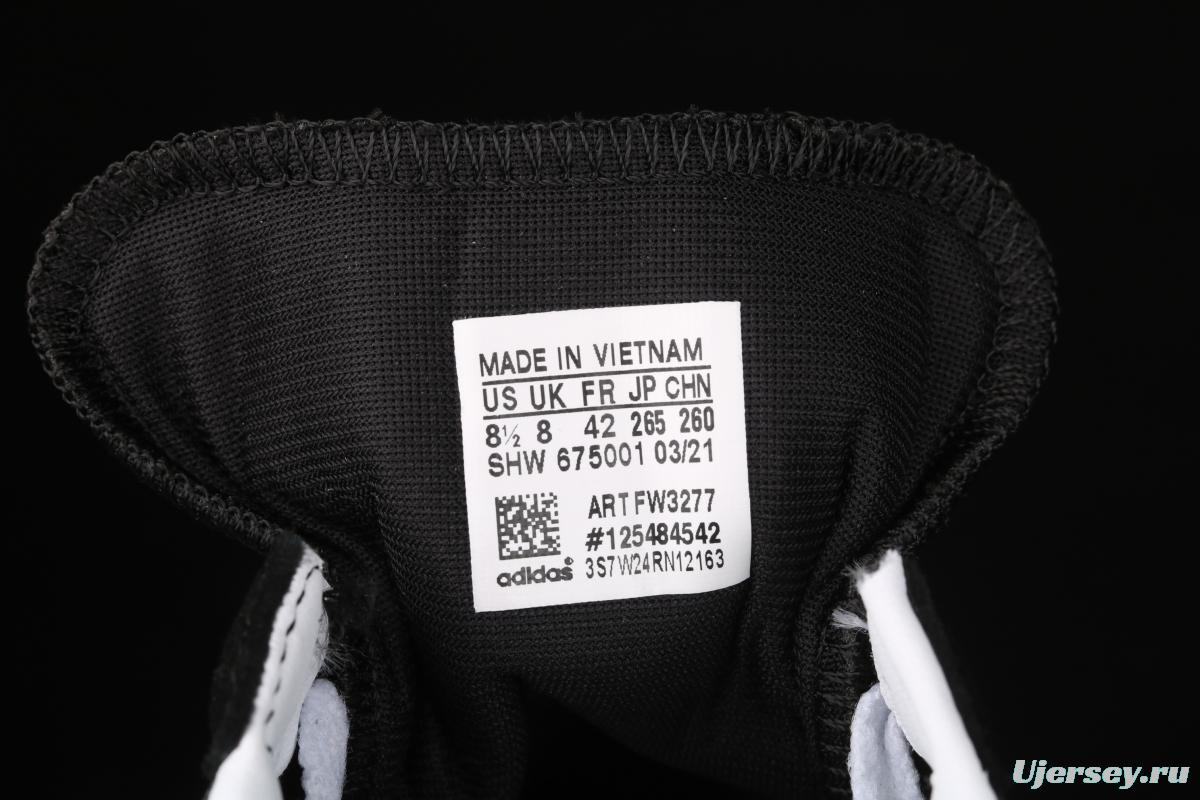 MADE IN VIETNAM
US UK FR JP CHN
8½ 8 42 265 260
SHW 675001 03/21
ART FW3277
#125484542
3S7W24RN12163
adidas
Ujersey.ru